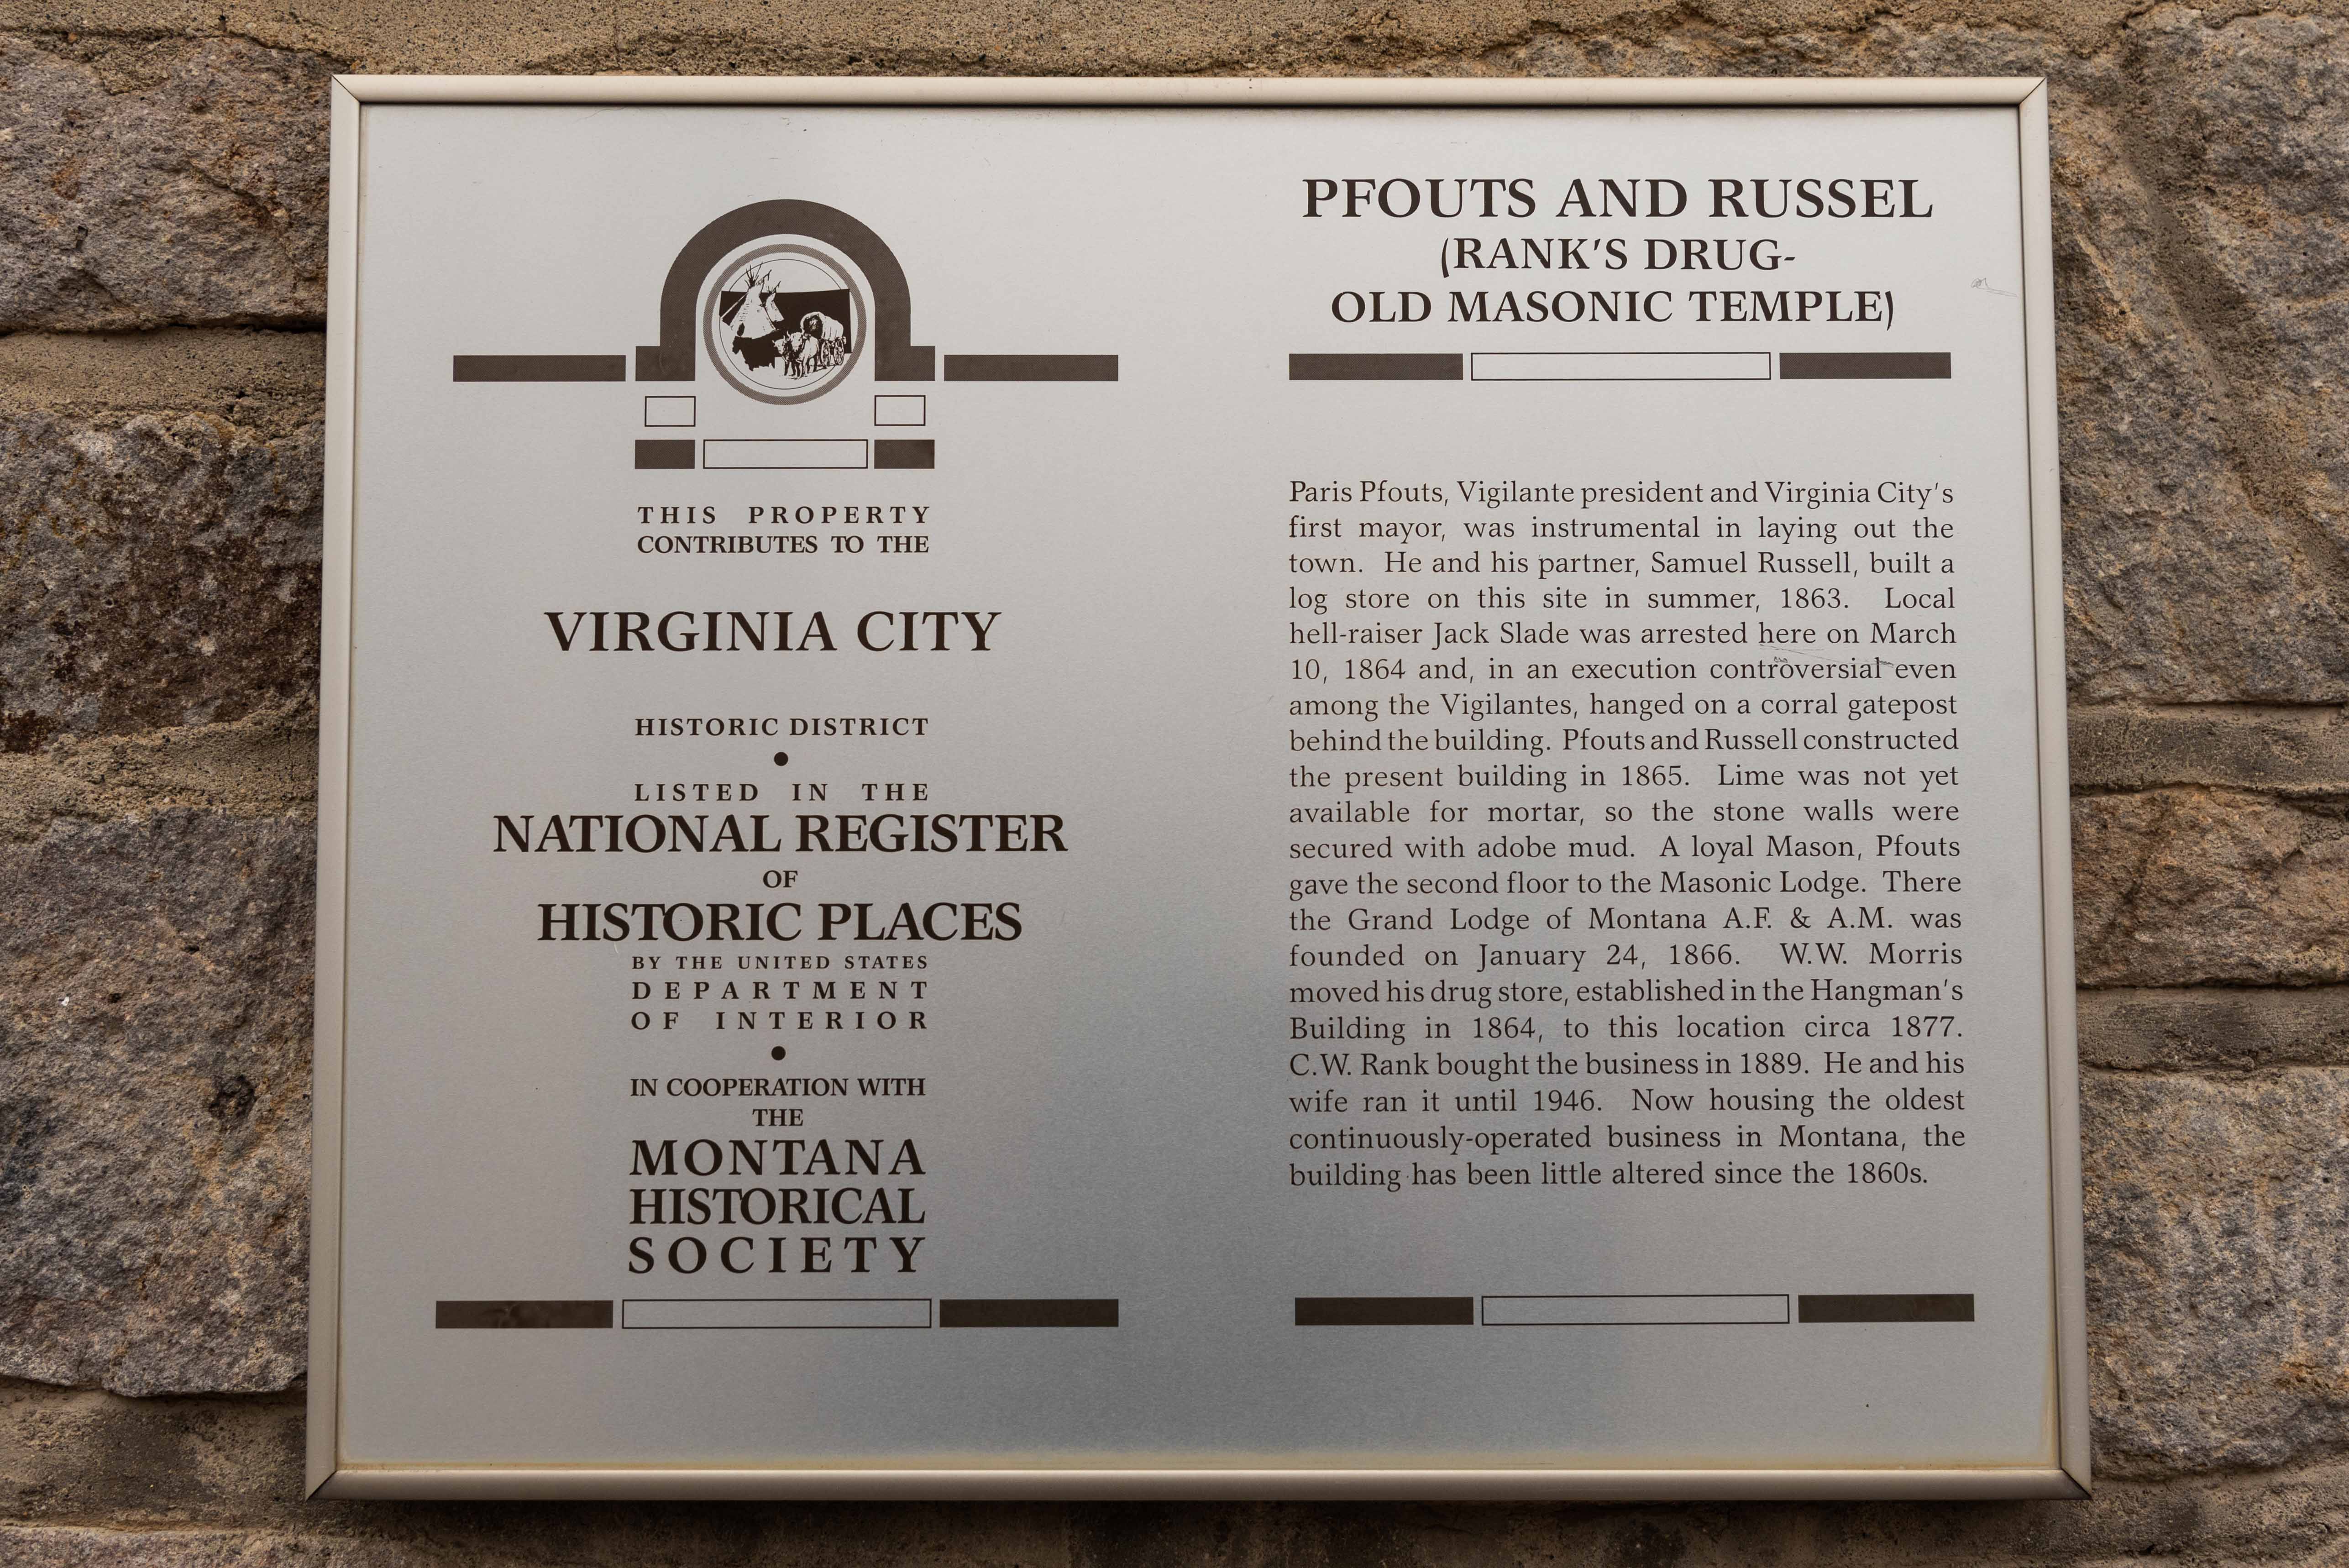 THIS PROPERTY
CONTRIBUTES TO THE
VIRGINIA CITY
HISTORIC DISTRICT
•
LISTED IN THE
NATIONAL REGISTER
OF
HISTORIC PLACES
BY THE UNITED STATES
DEPARTMENT
OF INTERIOR
•
IN COOPERATION WITH
THE
MONTANA
HISTORICAL
SOCIETY
PFOUTS AND RUSSEL
(RANK'S DRUG-
OLD MASONIC TEMPLE)
Paris Pfouts, Vigilante president and Virginia City's
first mayor, was instrumental in laying out the
town. He and his partner, Samuel Russell, built a
log store on this site in summer, 1863. Local
hell-raiser Jack Slade was arrested here on March
10, 1864 and, in an execution controversial even
among the Vigilantes, hanged on a corral gatepost
behind the building. Pfouts and Russell constructed
the present building in 1865. Lime was not yet
available for mortar, so the stone walls were
secured with adobe mud. A loyal Mason, Pfouts
gave the second floor to the Masonic Lodge. There
the Grand Lodge of Montana A.F. & A.M. was
founded on January 24, 1866. W.W. Morris
moved his drug store, established in the Hangman's
Building in 1864, to this location circa 1877.
C.W. Rank bought the business in 1889. He and his
wife ran it until 1946. Now housing the oldest
continuously-operated business in Montana, the
building has been little altered since the 1860s.